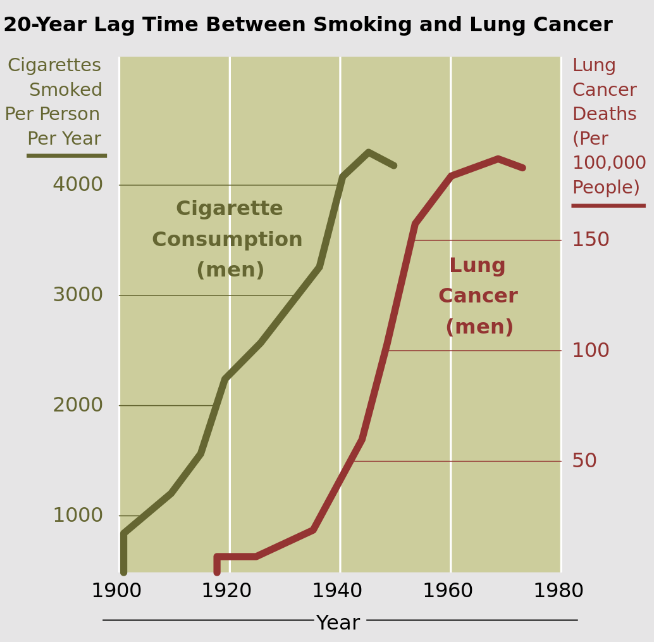 20-Year Lag Time Between Smoking and Lung Cancer
Cigarettes
Smoked
Per Person
Per Year
Lung
Cancer
Deaths
(Per
100,000
People)
4000
3000
2000
1000
Cigarette
Consumption
(men)
Lung
Cancer
(men)
150
100
50
1900
1920
1940
1960
1980
Year